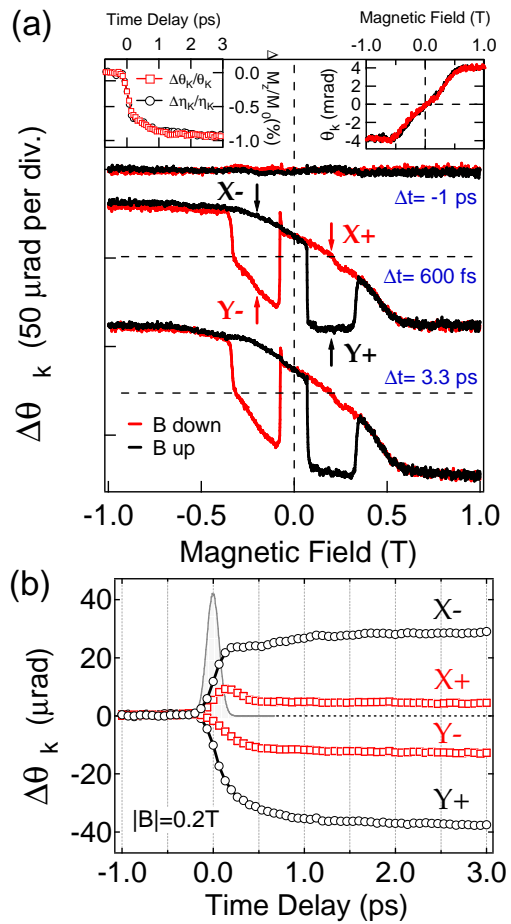 (a)
Time Delay (ps)
0 1 2 3
Magnetic Field (T)
-1.0 0.0 1.0
Δθ_K/θ_K
Δη_K/η_K
0.0
-0.5
-1.0
Δ M_z/M_0 (%)
θ_k (mrad)
4
2
0
-2
-4
Δt= -1 ps
X-
X+
Δt= 600 fs
Y-
Y+
Δt= 3.3 ps
B down
B up
Δθ_k (50 μrad per div.)
-1.0 -0.5 0.0 0.5 1.0
Magnetic Field (T)
(b)
40
20
0
-20
-40
Δθ_k (μrad)
X-
X+
Y-
Y+
|B|=0.2T
-1.0 0.0 1.0 2.0 3.0
Time Delay (ps)